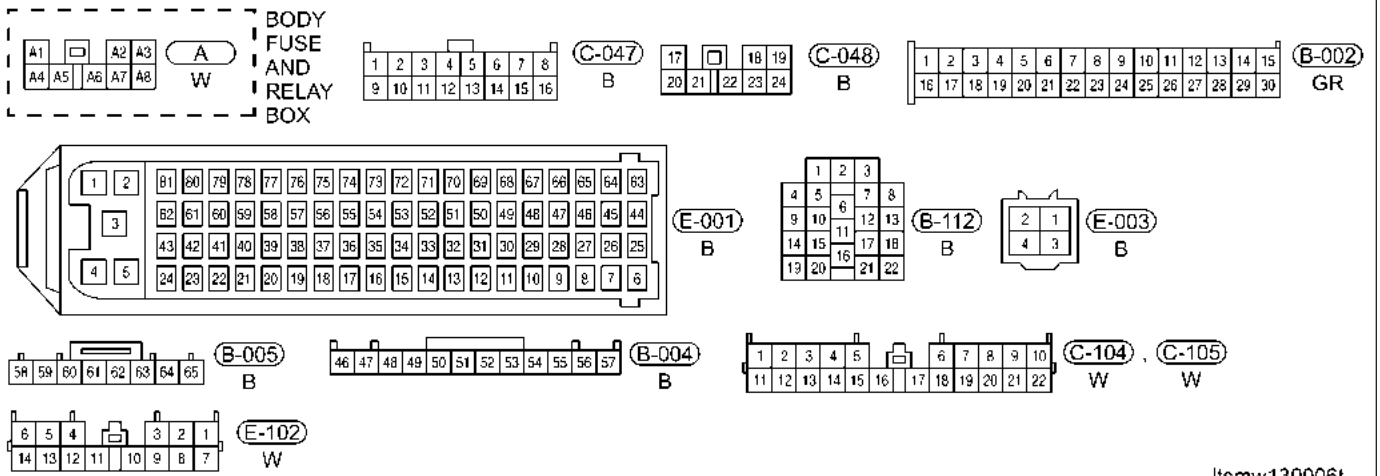 BODY
FUSE
AND
RELAY
BOX
A1 A2 A3
A4 A5 A6 A7 A8
A
W
1 2 3 4 5 6 7 8
9 10 11 12 13 14 15 16
C-047
B
17 18 19
20 21 22 23 24
C-048
B
1 2 3 4 5 6 7 8 9 10 11 12 13 14 15
16 17 18 19 20 21 22 23 24 25 26 27 28 29 30
B-002
GR
1 2
3
4 5
81 80 79 78 77 76 75 74 73 72 71 70 69 68 67 66 65 64 63
62 61 60 59 58 57 56 55 54 53 52 51 50 49 48 47 46 45 44
43 42 41 40 39 38 37 36 35 34 33 32 31 30 29 28 27 26 25
24 23 22 21 20 19 18 17 16 15 14 13 12 11 10 9 8 7 6
E-001
B
1 2 3
4 5 6 7 8
9 10 11 12 13
14 15 16 17 18
19 20 21 22
B-112
B
2 1
4 3
E-003
B
58 59 60 61 62 63 64 65
B-005
B
46 47 48 49 50 51 52 53 54 55 56 57
B-004
B
1 2 3 4 5 6 7 8 9 10
11 12 13 14 15 16 17 18 19 20 21 22
C-104 , C-105
W W
6 5 4 3 2 1
14 13 12 11 10 9 8 7
E-102
W